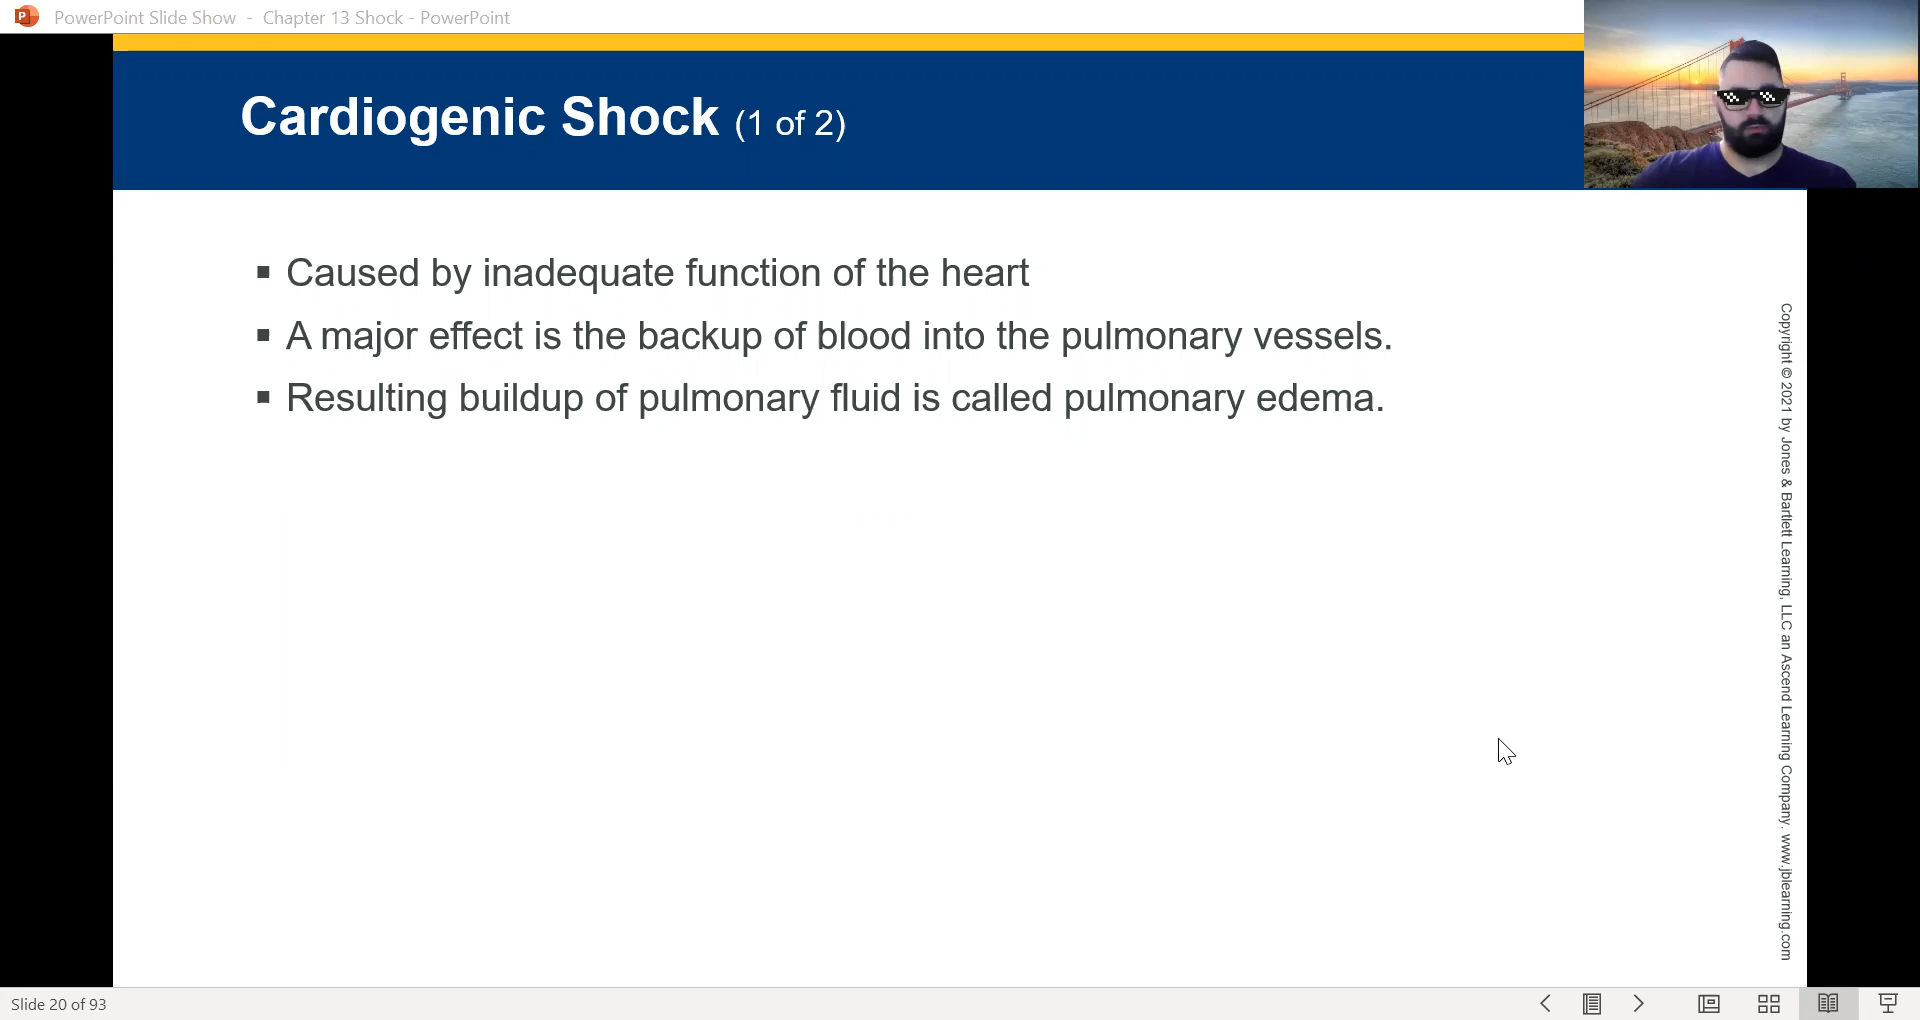 PowerPoint Slide Show - Chapter 13 Shock - PowerPoint
Cardiogenic Shock (1 of 2)
▪ Caused by inadequate function of the heart
▪ A major effect is the backup of blood into the pulmonary vessels.
▪ Resulting buildup of pulmonary fluid is called pulmonary edema.
Copyright © 2021 by Jones & Bartlett Learning, LLC an Ascend Learning Company. www.jblearning.com
Slide 20 of 93